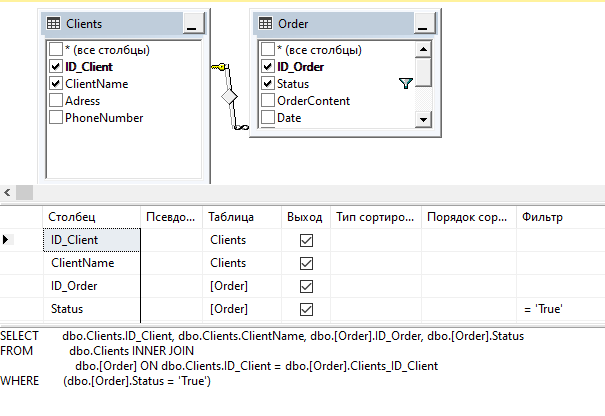 Clients
* (все столбцы)
ID_Client
ClientName
Adress
PhoneNumber
Order
* (все столбцы)
ID_Order
Status
OrderContent
Date
Столбец Псевдо... Таблица Выход Тип сортиро... Порядок сор... Фильтр
ID_Client Clients
ClientName Clients
ID_Order [Order]
Status [Order] = 'True'
SELECT dbo.Clients.ID_Client, dbo.Clients.ClientName, dbo.[Order].ID_Order, dbo.[Order].Status
FROM dbo.Clients INNER JOIN
dbo.[Order] ON dbo.Clients.ID_Client = dbo.[Order].Clients_ID_Client
WHERE (dbo.[Order].Status = 'True')